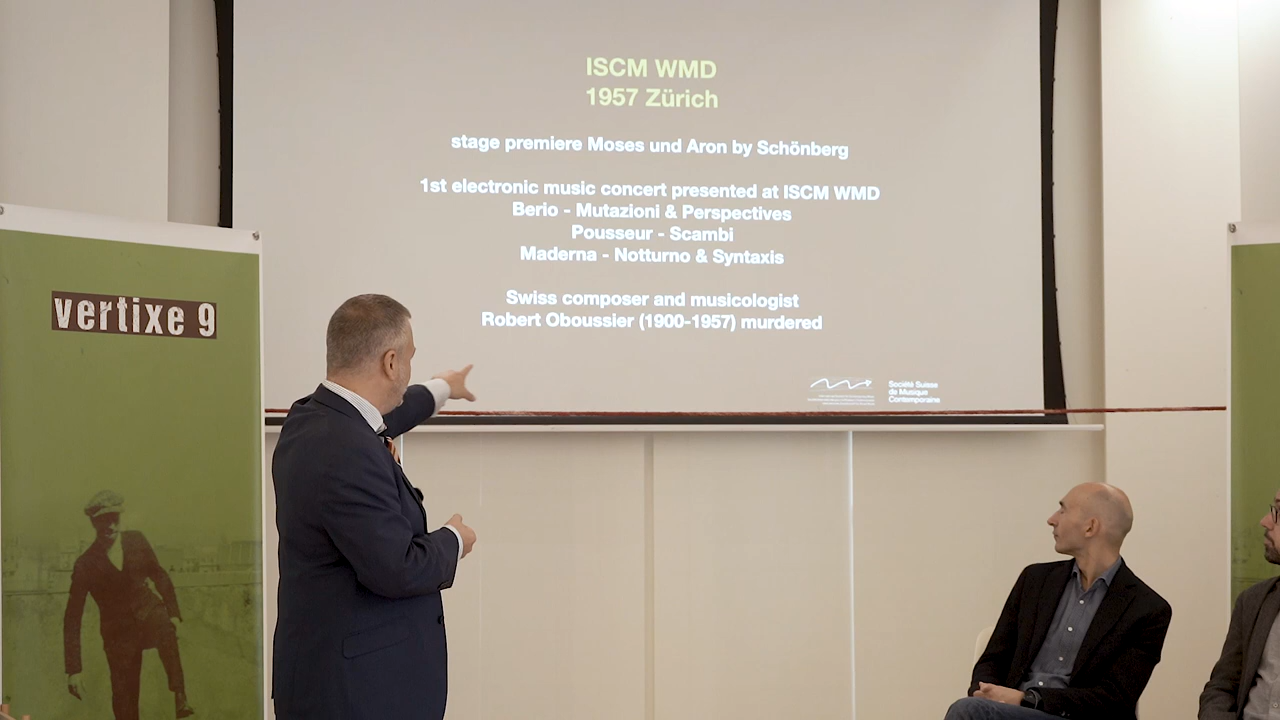 ISCM WMD
1957 Zürich
stage premiere Moses und Aron by Schönberg
1st electronic music concert presented at ISCM WMD
Berio - Mutazioni & Perspectives
Pousseur - Scambi
Maderna - Notturno & Syntaxis
Swiss composer and musicologist
Robert Oboussier (1900-1957) murdered
Société Suisse
de Musique
Contemporaine
vertixe 9